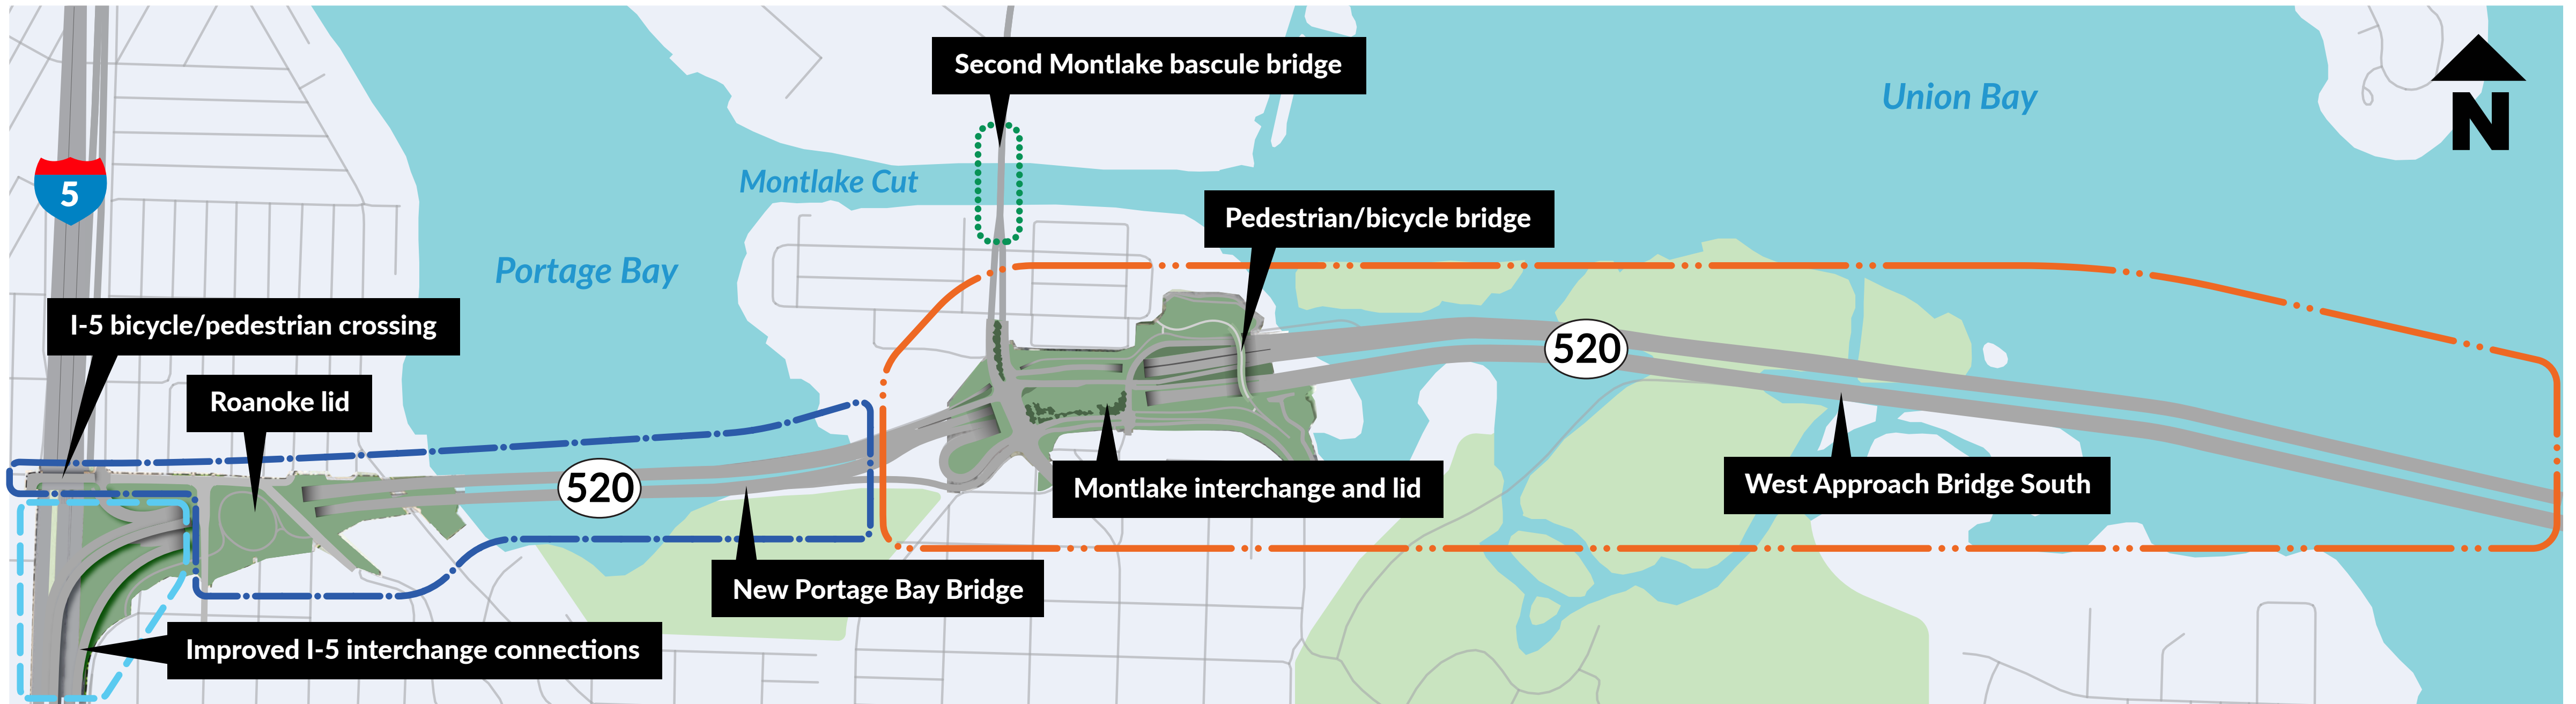 Second Montlake bascule bridge
Union Bay
N
5
Montlake Cut
Pedestrian/bicycle bridge
Portage Bay
I-5 bicycle/pedestrian crossing
520
Roanoke lid
520
Montlake interchange and lid
West Approach Bridge South
New Portage Bay Bridge
Improved I-5 interchange connections